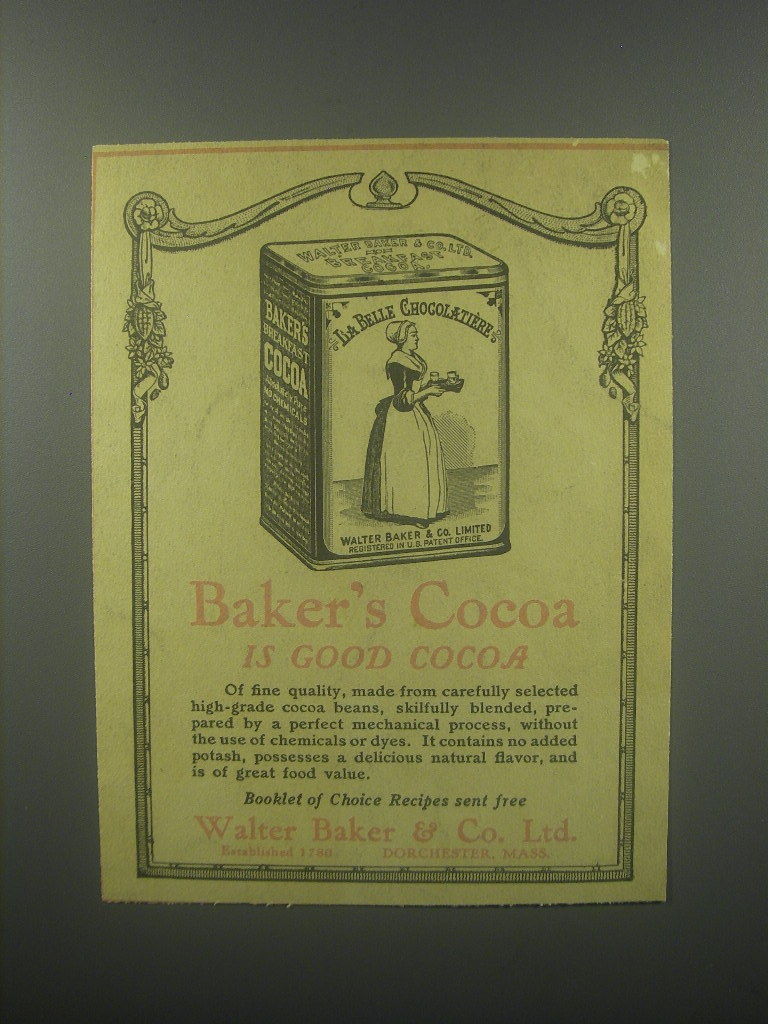 WALTER BAKER & CO. LTD.
BREAKFAST
COCOA.
BAKER'S
BREAKFAST
COCOA
NO CHEMICALS
LA BELLE CHOCOLATIÈRE
WALTER BAKER & CO. LIMITED
REGISTERED IN U.S. PATENT OFFICE.
Baker's Cocoa
IS GOOD COCOA
Of fine quality, made from carefully selected
high-grade cocoa beans, skilfully blended, pre-
pared by a perfect mechanical process, without
the use of chemicals or dyes. It contains no added
potash, possesses a delicious natural flavor, and
is of great food value.
Booklet of Choice Recipes sent free
Walter Baker & Co. Ltd.
Established 1780. DORCHESTER, MASS.